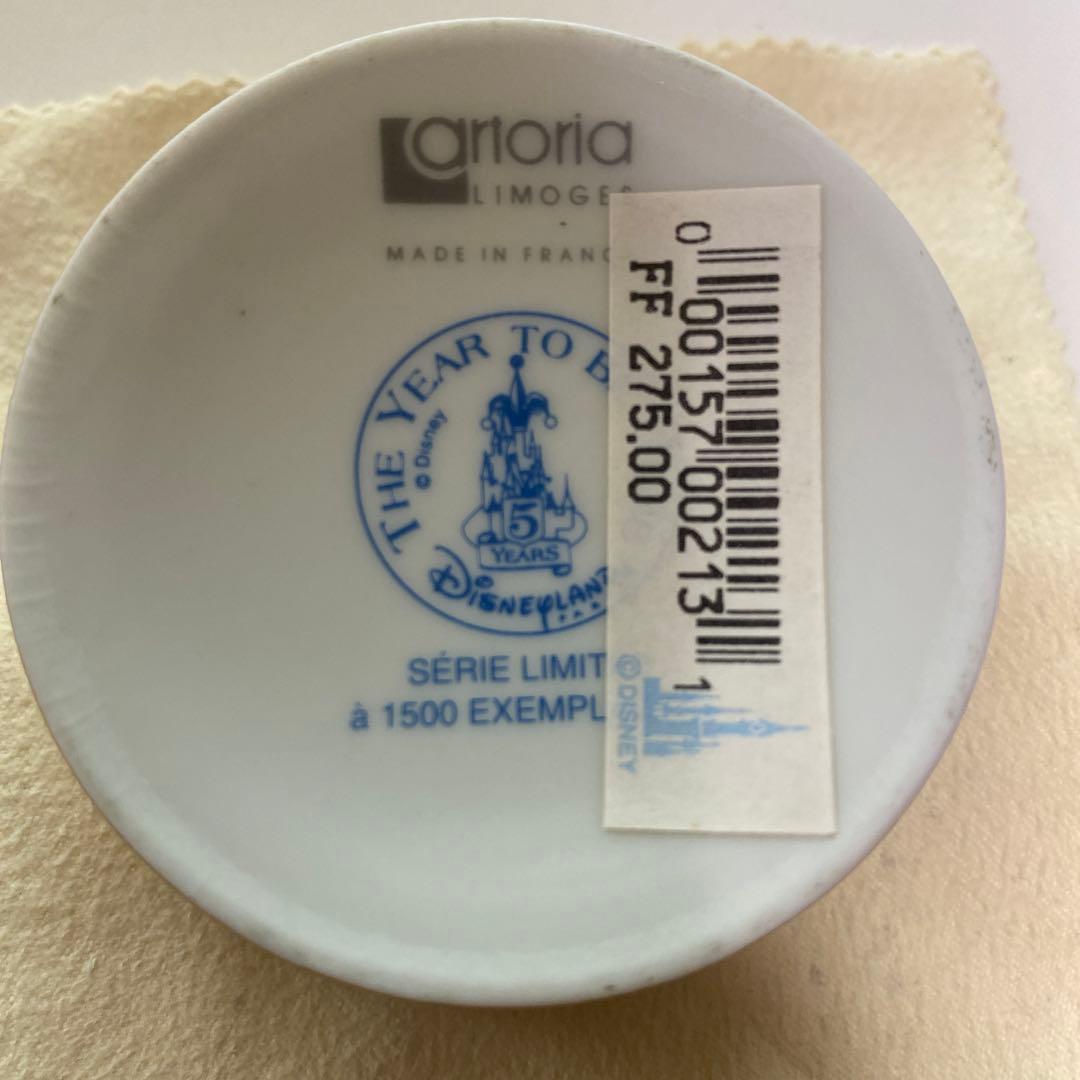 artoria
LIMOGES
MADE IN FRANC
THE YEAR TO B
© Disney
5
YEARS
DISNEYLAND
SÉRIE LIMIT
à 1500 EXEMPL
0 00157 00213 1
FF 275.00
© DISNEY